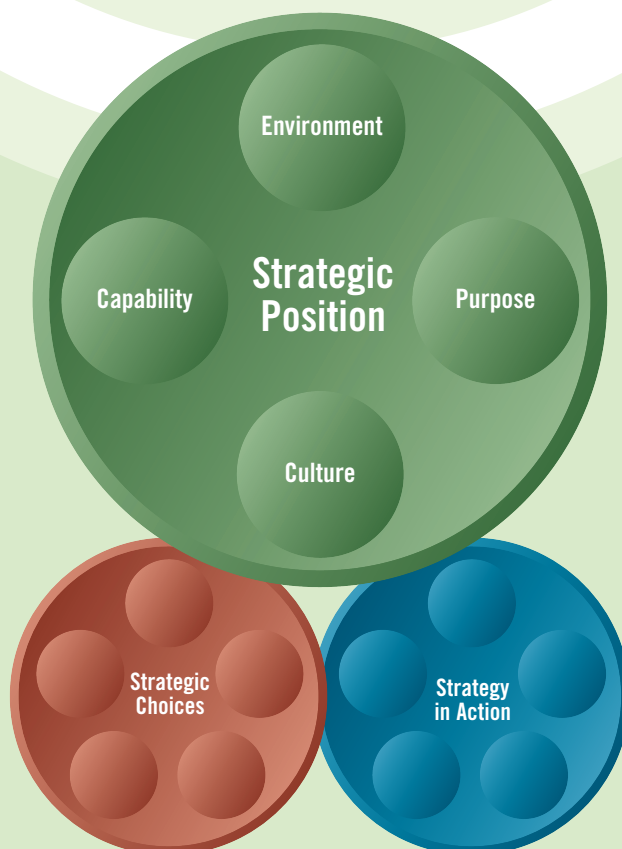 Environment
Capability
Strategic
Position
Purpose
Culture
Strategic
Choices
Strategy
in Action